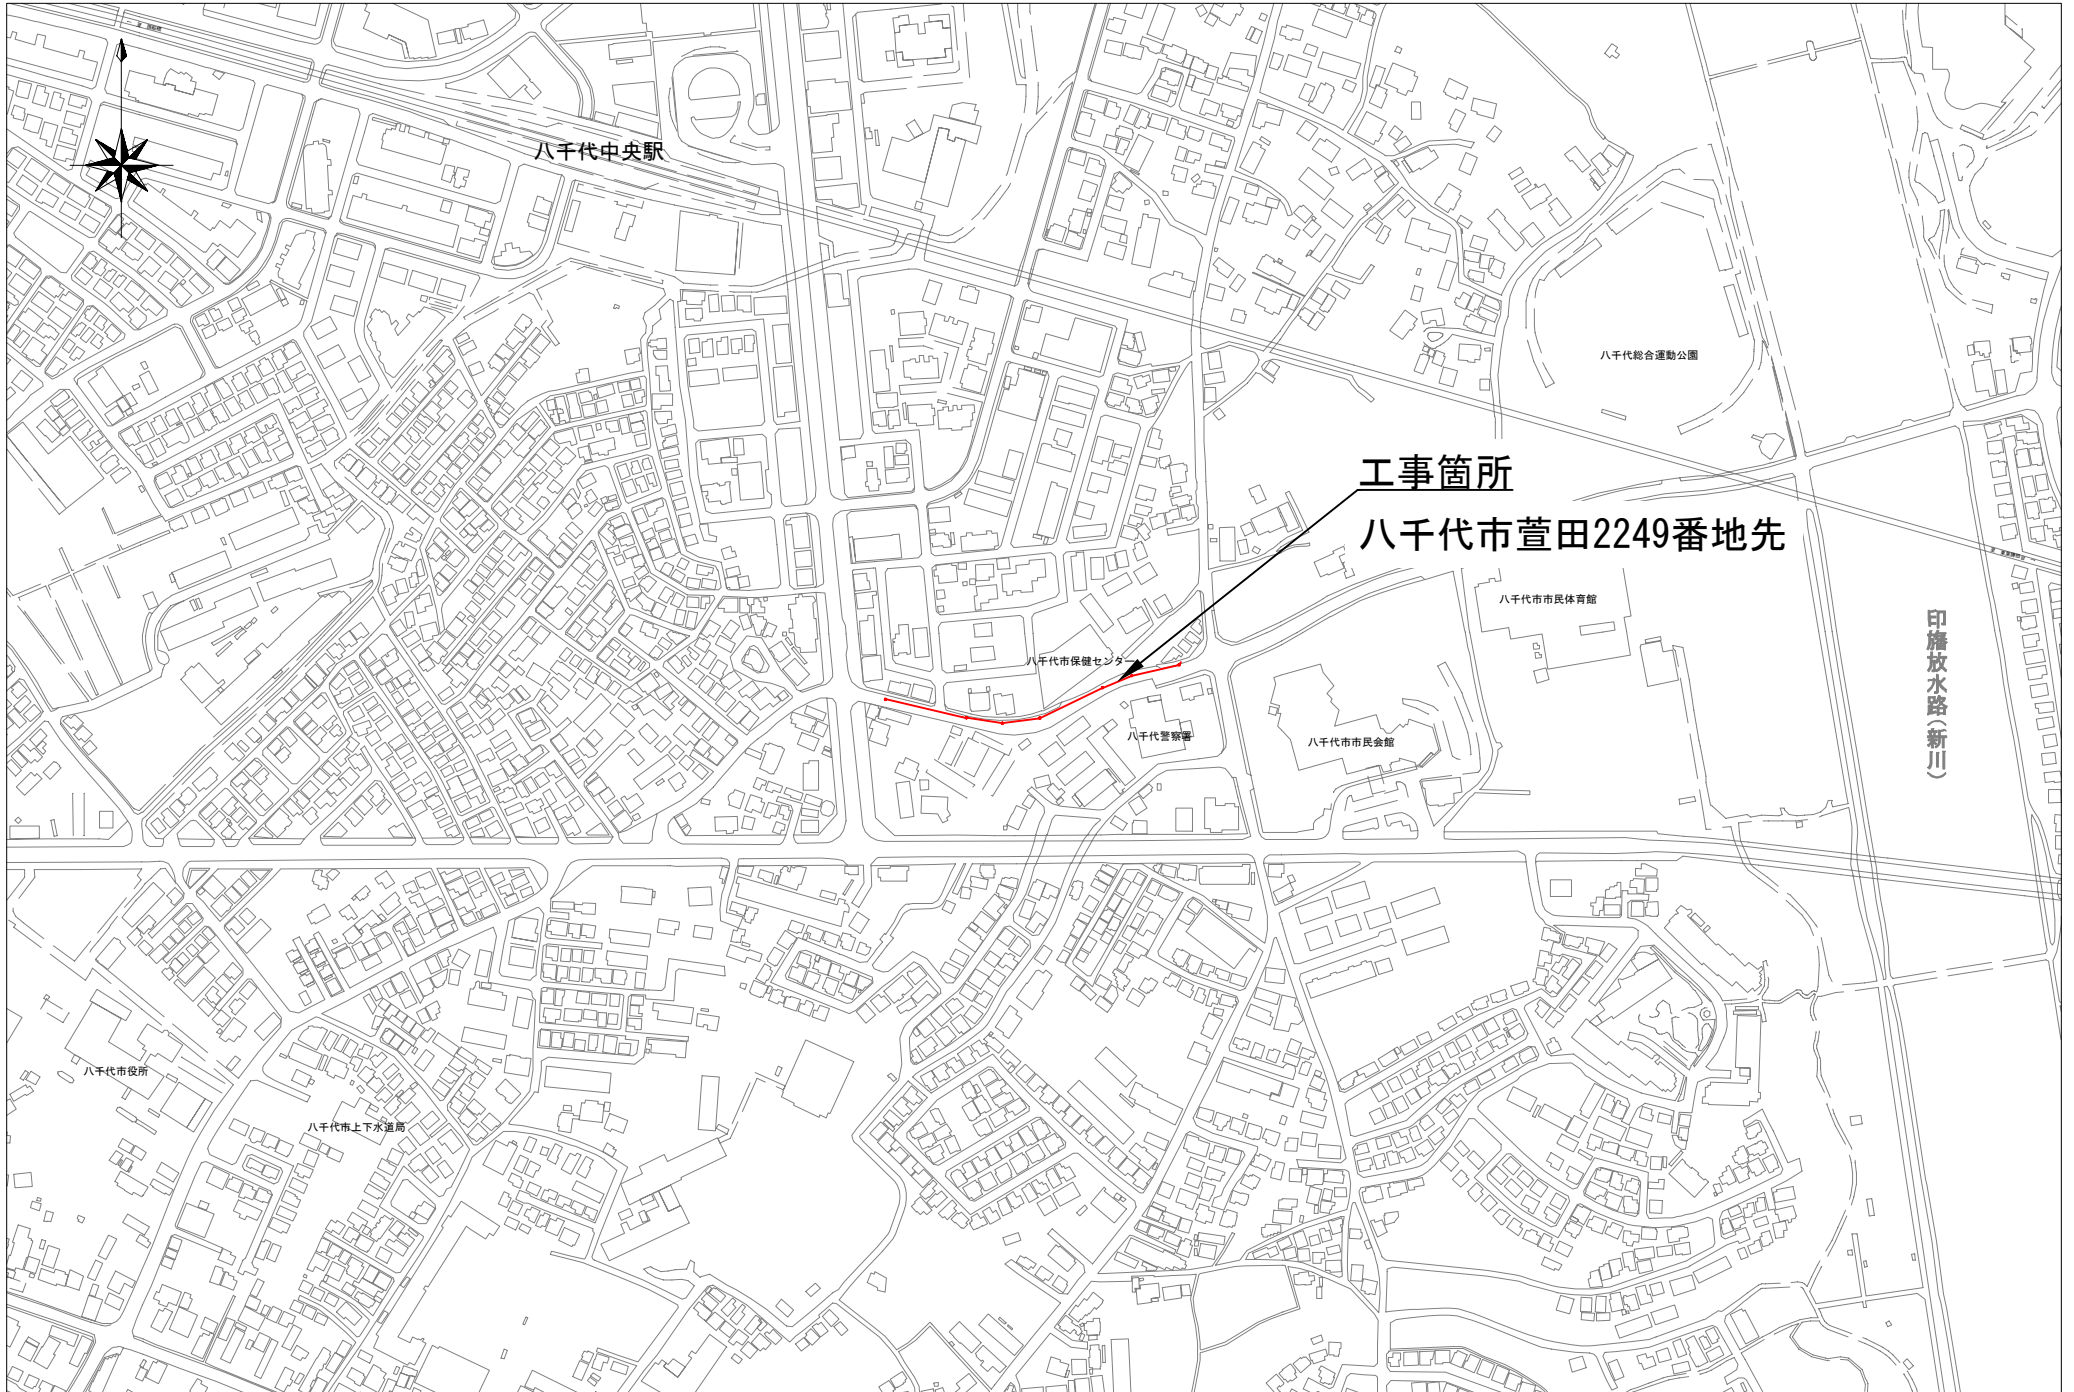 八千代中央駅
八千代総合運動公園
工事箇所
八千代市萱田2249番地先
八千代市市民体育館
印旛放水路(新川)
八千代市保健センター
八千代警察署
八千代市市民会館
八千代市役所
八千代市上下水道局